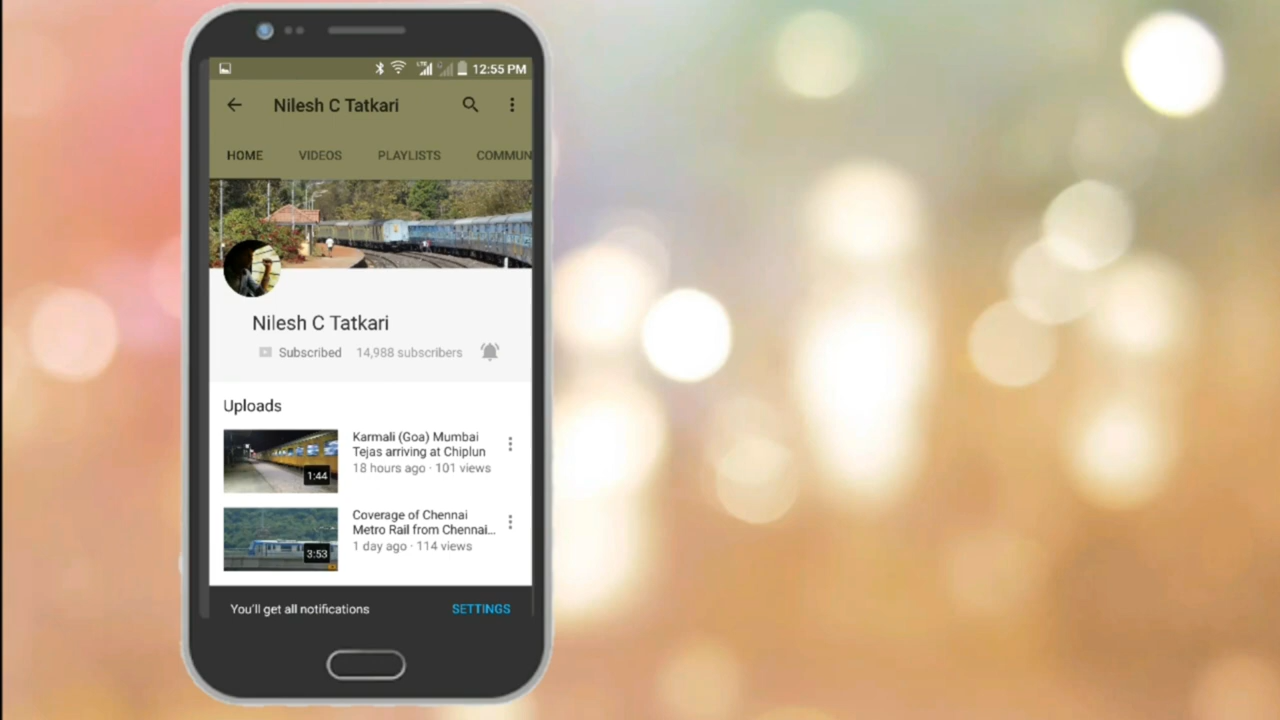 12:55 PM
Nilesh C Tatkari
HOME VIDEOS PLAYLISTS COMMUN
Nilesh C Tatkari
Subscribed 14,988 subscribers
Uploads
Karmali (Goa) Mumbai
Tejas arriving at Chiplun
18 hours ago · 101 views
1:44
Coverage of Chennai
Metro Rail from Chennai...
1 day ago · 114 views
3:53
You'll get all notifications SETTINGS